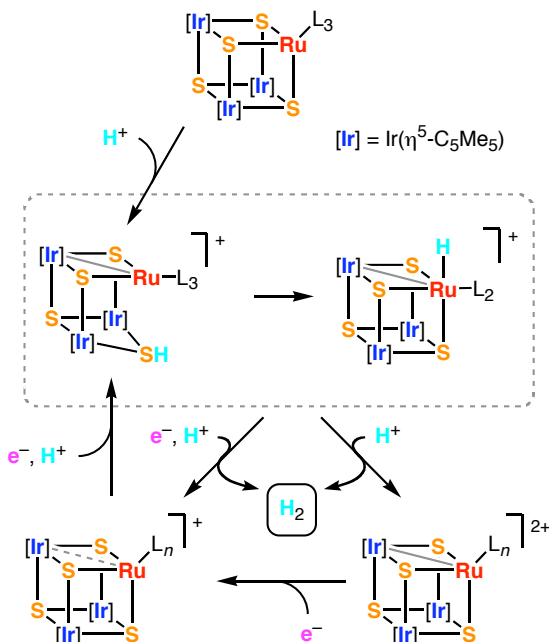 [Ir] S L₃
S Ru
S [Ir]
[Ir] S
H⁺
[Ir] = Ir(η⁵-C₅Me₅)
[Ir] S ]⁺
S Ru L₃
S [Ir]
[Ir] SH
H ]⁺
[Ir] S
S Ru L₂
S [Ir]
[Ir] S
e⁻, H⁺
e⁻, H⁺
H⁺
H₂
[Ir] S Lₙ ]⁺
S Ru
S [Ir]
[Ir] S
e⁻
[Ir] S Lₙ ]²⁺
S Ru
S [Ir]
[Ir] S